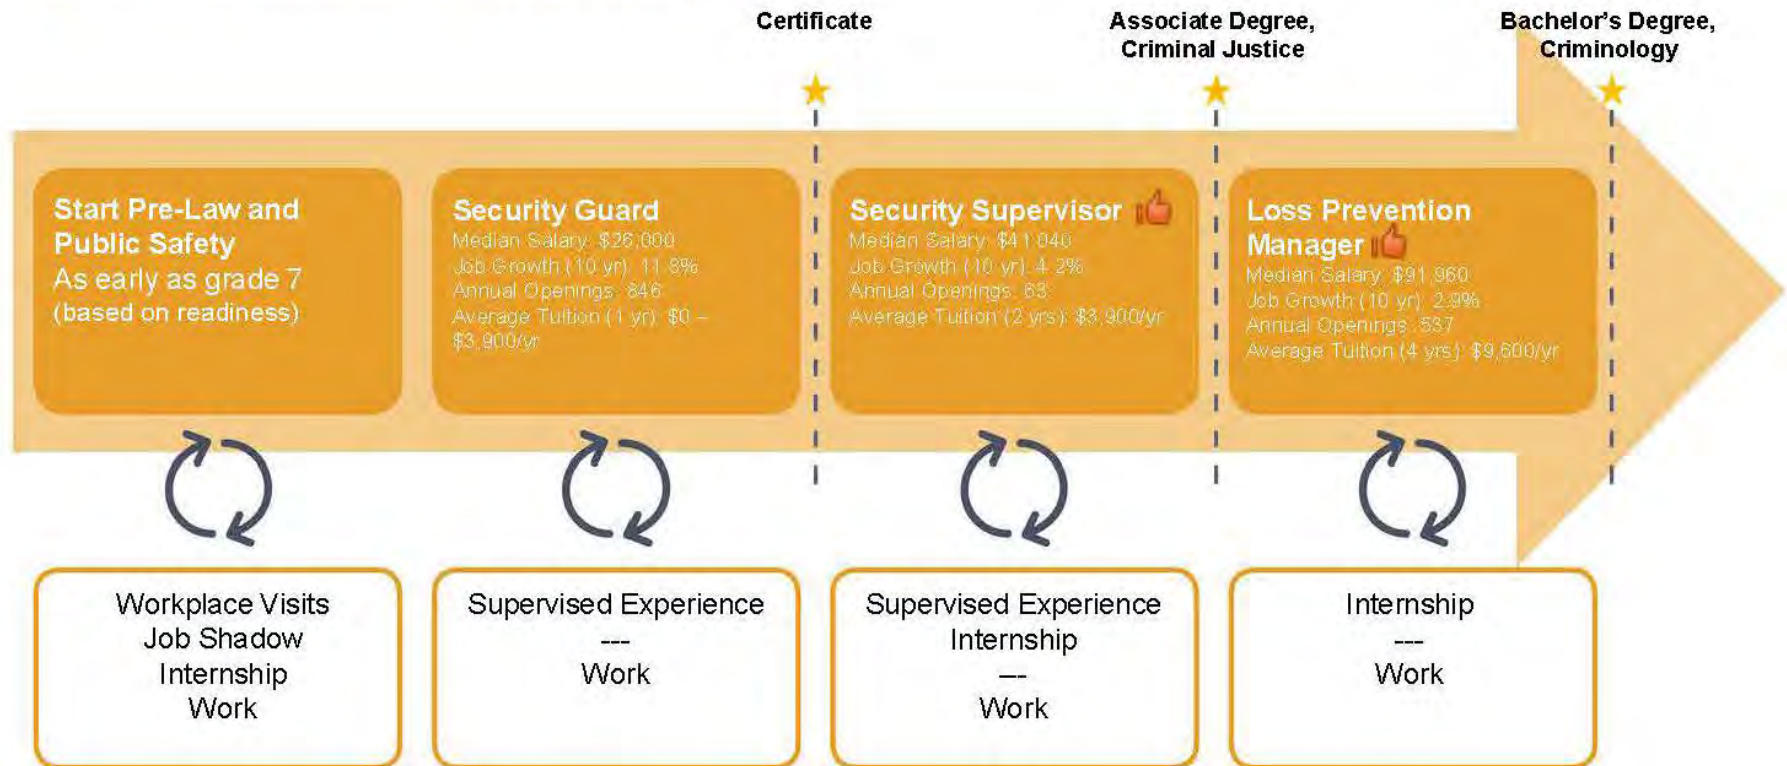 Certificate
Associate Degree,
Criminal Justice
Bachelor's Degree,
Criminology
Start Pre-Law and
Public Safety
As early as grade 7
(based on readiness)
Security Guard
Median Salary: $26,000
Job Growth (10 yr): 11.8%
Annual Openings: 846
Average Tuition (1 yr): $0 –
$3,900/yr
Security Supervisor
Median Salary: $41,040
Job Growth (10 yr): 4.2%
Annual Openings: 63
Average Tuition (2 yrs): $3,900/yr
Loss Prevention
Manager
Median Salary: $91,960
Job Growth (10 yr): 2.9%
Annual Openings: 537
Average Tuition (4 yrs): $9,600/yr
Workplace Visits
Job Shadow
Internship
Work
Supervised Experience
---
Work
Supervised Experience
Internship
---
Work
Internship
---
Work